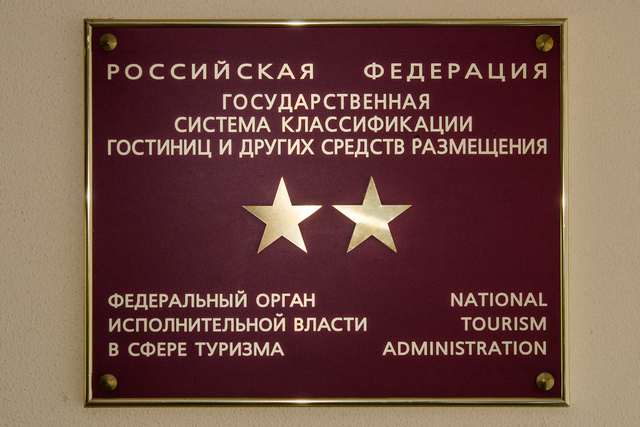 РОССИЙСКАЯ ФЕДЕРАЦИЯ
ГОСУДАРСТВЕННАЯ
СИСТЕМА КЛАССИФИКАЦИИ
ГОСТИНИЦ И ДРУГИХ СРЕДСТВ РАЗМЕЩЕНИЯ
ФЕДЕРАЛЬНЫЙ ОРГАН
ИСПОЛНИТЕЛЬНОЙ ВЛАСТИ
В СФЕРЕ ТУРИЗМА
NATIONAL
TOURISM
ADMINISTRATION